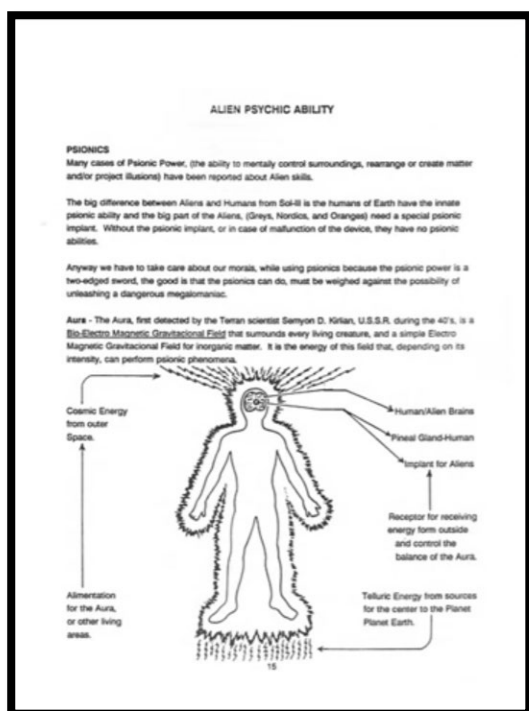 ALIEN PSYCHIC ABILITY
PSIONICS
Many cases of Psionic Power, (the ability to mentally control surroundings, rearrange or create matter
and/or project illusions) have been reported about Alien skills.
The big difference between Aliens and Humans from Sol-III is the humans of Earth have the innate
psionic ability and the big part of the Aliens, (Greys, Nordics, and Oranges) need a special psionic
implant. Without the psionic implant, or in case of malfunction of the device, they have no psionic
abilities.
Anyway we have to take care about our morals, while using psionics because the psionic power is a
two-edged sword, the good is that the psionics can do, must be weighed against the possibility of
unleashing a dangerous megalomaniac.
Aura - The Aura, first detected by the Terran scientist Semyon D. Kirlian, U.S.S.R. during the 40's, is a
Bio-Electro Magnetic Gravitacional Field that surrounds every living creature, and a simple Electro
Magnetic Gravitacional Field for inorganic matter. It is the energy of this field that, depending on its
intensity, can perform psionic phenomena.
Cosmic Energy
from outer
Space.
Human/Alien Brains
Pineal Gland-Human
Implant for Aliens
Receptor for receiving
energy form outside
and control the
balance of the Aura.
Alimentation
for the Aura,
or other living
areas.
Telluric Energy from sources
for the center to the Planet
Planet Earth.
15